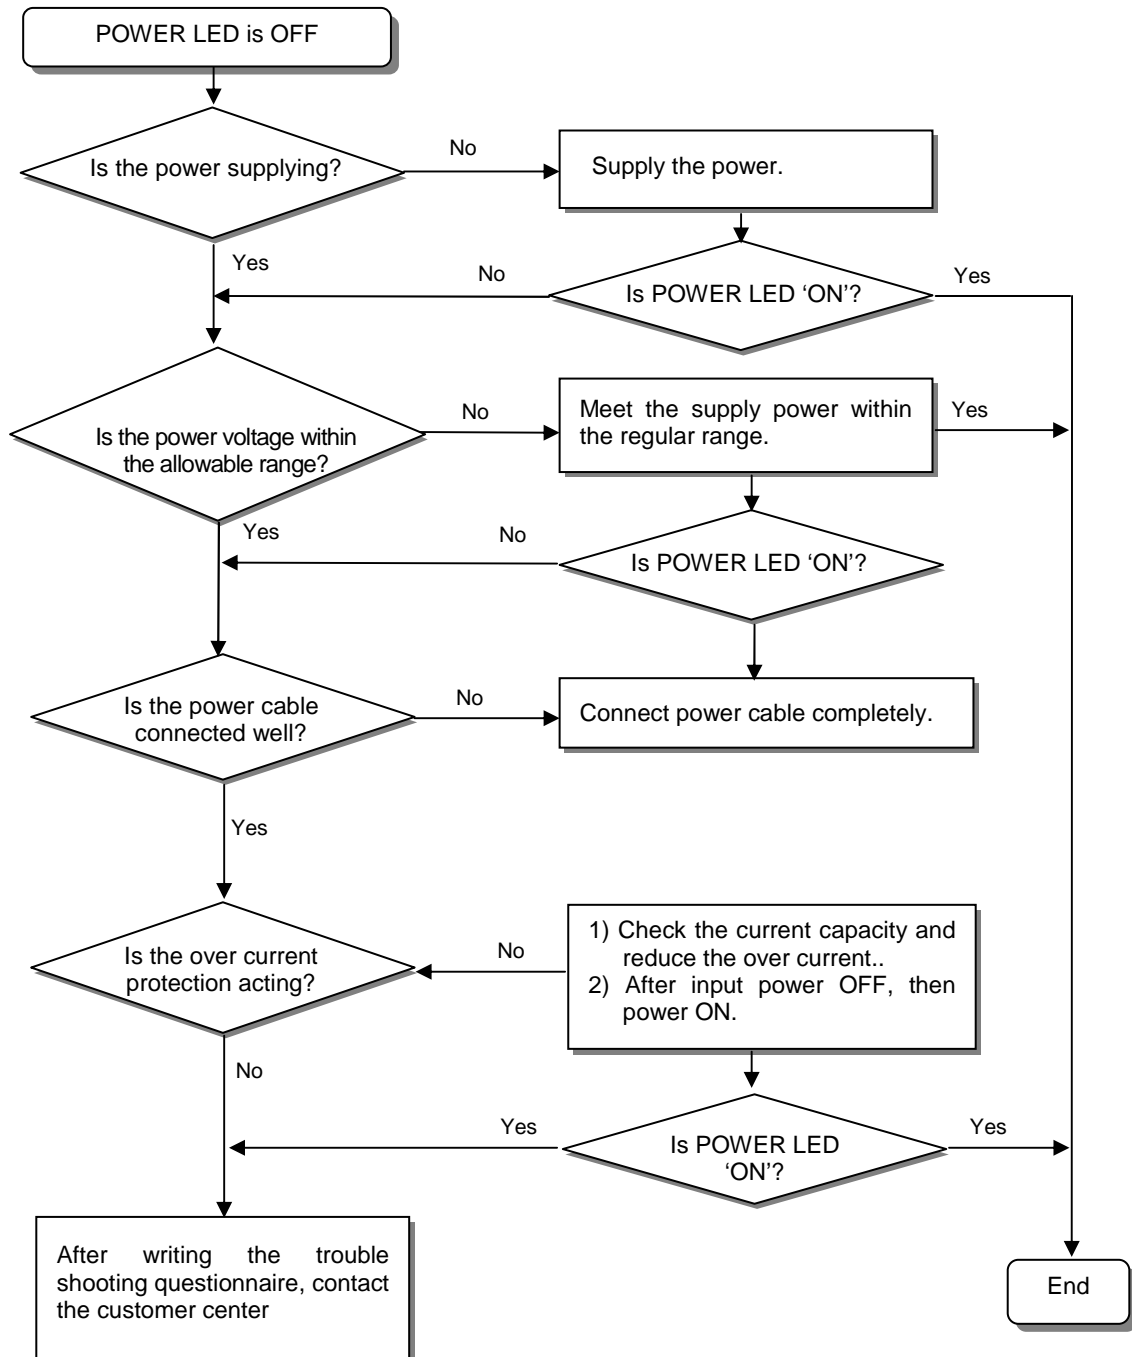 POWER LED is OFF
Is the power supplying?
No
Supply the power.
Yes
No
Is POWER LED ‘ON’?
Yes
Is the power voltage within
the allowable range?
No
Meet the supply power within
the regular range.
Yes
Yes
No
Is POWER LED ‘ON’?
Is the power cable
connected well?
No
Connect power cable completely.
Yes
Is the over current
protection acting?
No
1) Check the current capacity and
reduce the over current..
2) After input power OFF, then
power ON.
No
Yes
Is POWER LED
‘ON’?
Yes
After writing the trouble
shooting questionnaire, contact
the customer center
End